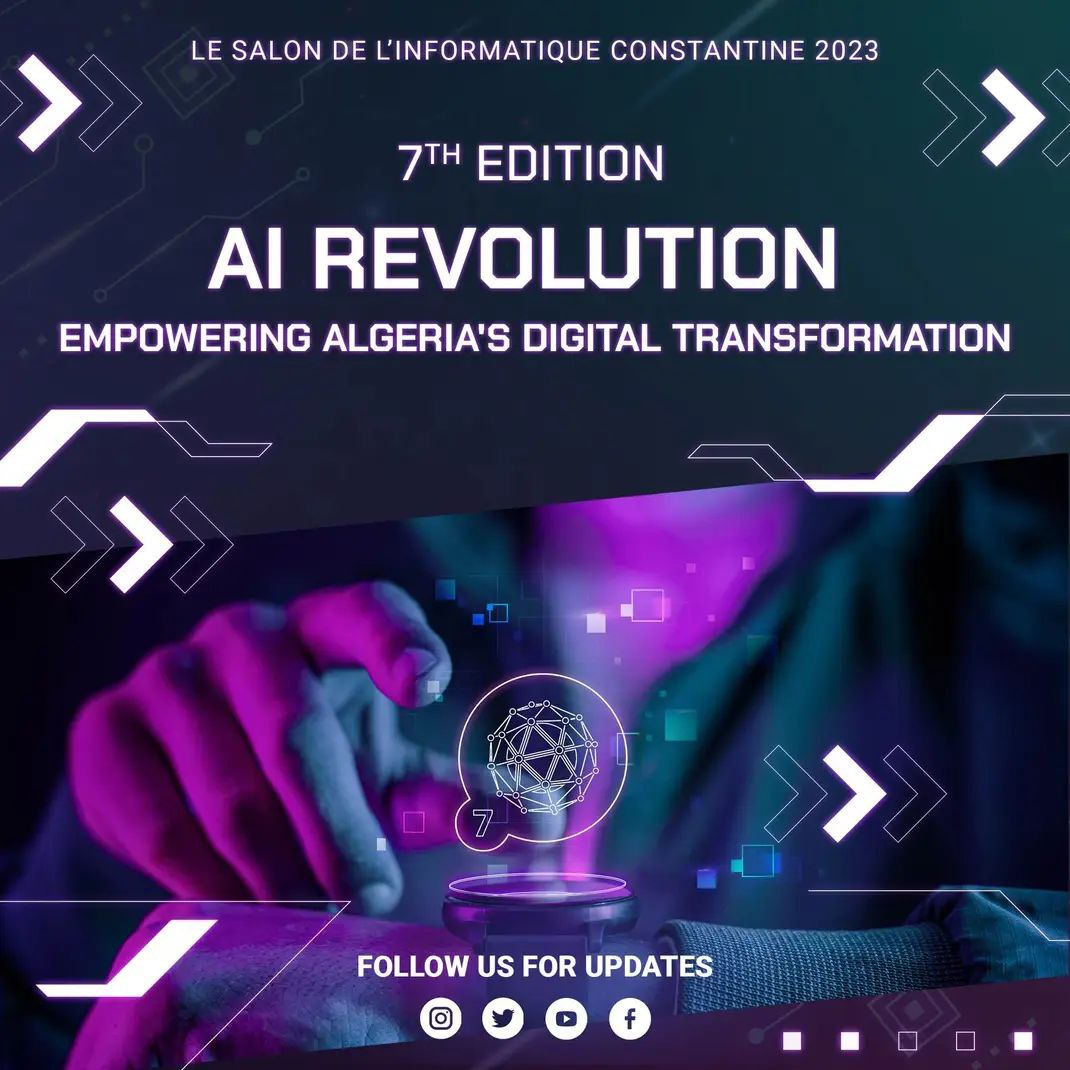 LE SALON DE L'INFORMATIQUE CONSTANTINE 2023
7TH EDITION
AI REVOLUTION
EMPOWERING ALGERIA'S DIGITAL TRANSFORMATION
7
FOLLOW US FOR UPDATES